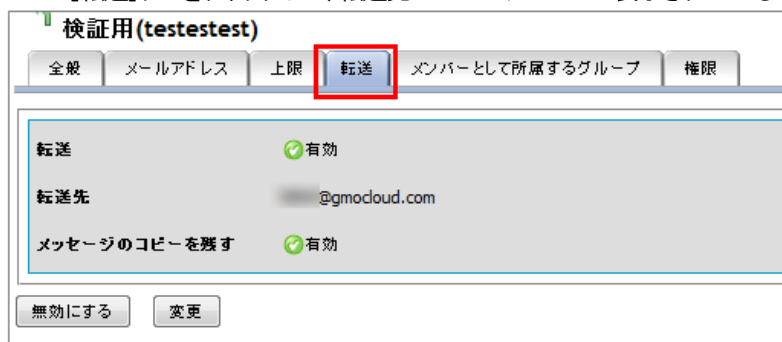 検証用(testestest)
全般 メールアドレス 上限 転送 メンバーとして所属するグループ 権限
転送 有効
転送先 @gmocloud.com
メッセージのコピーを残す 有効
無効にする 変更